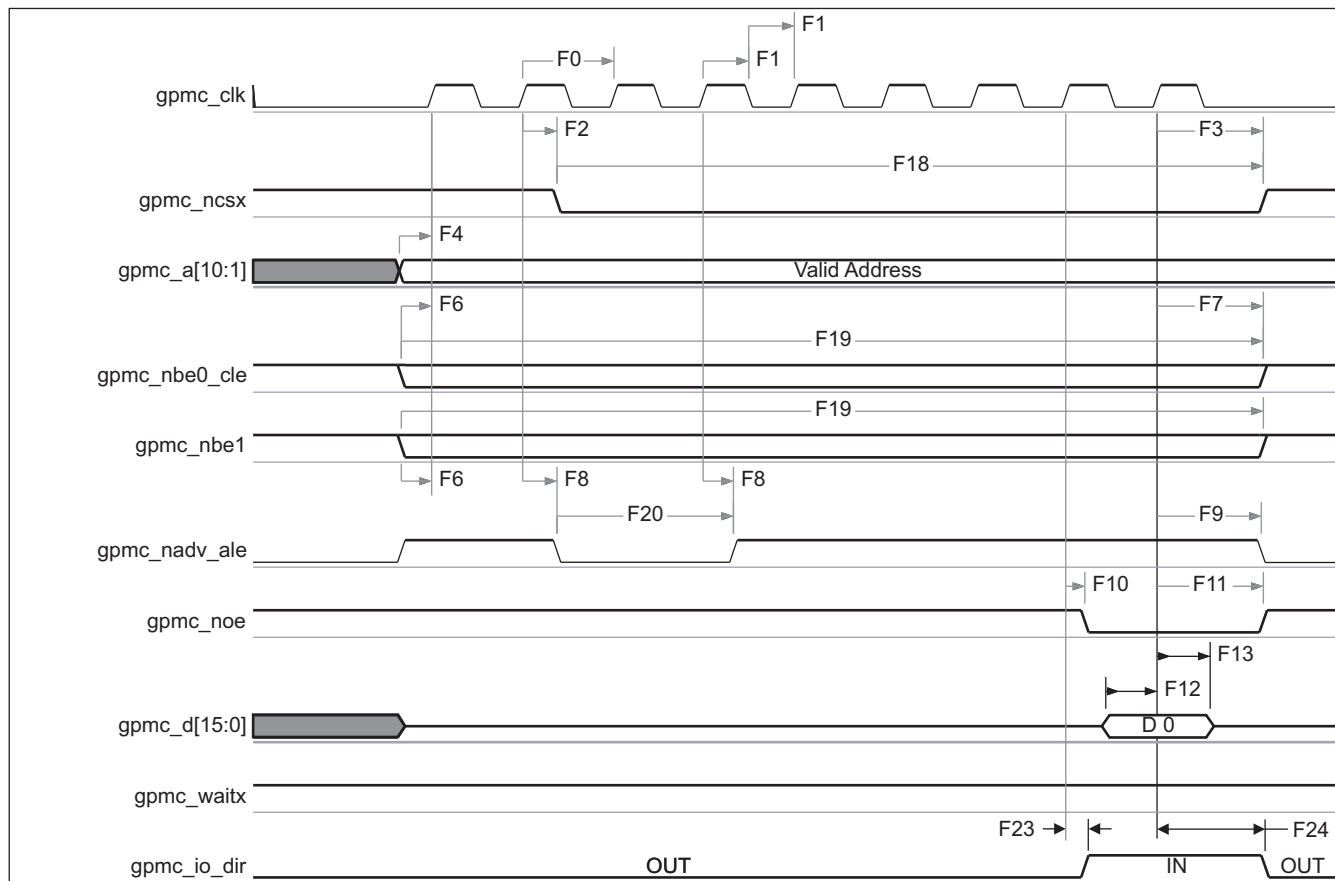 F1
F0 F1
gpmc_clk
F2 F3
F18
gpmc_ncsx
F4
gpmc_a[10:1] Valid Address
F6 F7
F19
gpmc_nbe0_cle
F19
gpmc_nbe1
F6 F8 F8
F20 F9
gpmc_nadv_ale
F10 F11
gpmc_noe
F13
F12
gpmc_d[15:0] D 0
gpmc_waitx
F23 F24
gpmc_io_dir OUT IN OUT